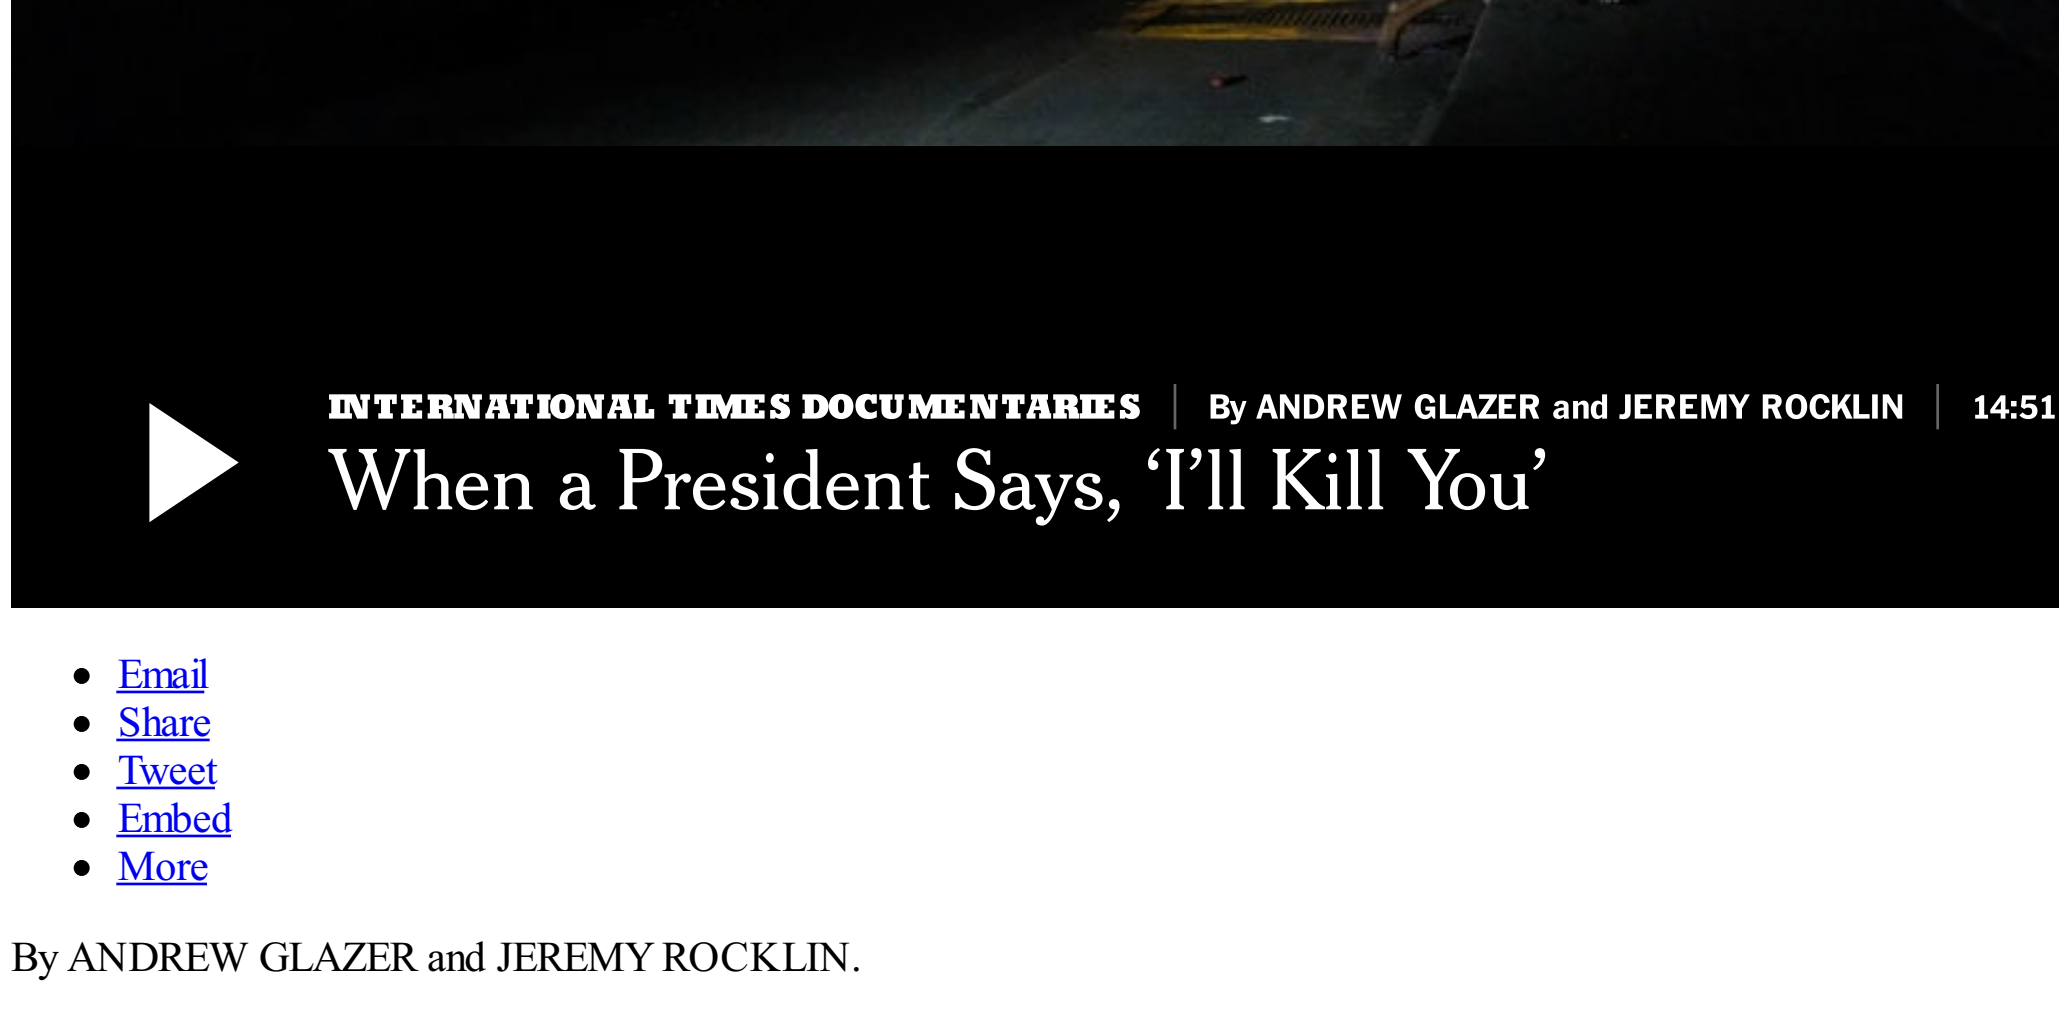 INTERNATIONAL TIMES DOCUMENTARIES | By ANDREW GLAZER and JEREMY ROCKLIN | 14:51
When a President Says, ‘I’ll Kill You’
Email
Share
Tweet
Embed
More
By ANDREW GLAZER and JEREMY ROCKLIN.